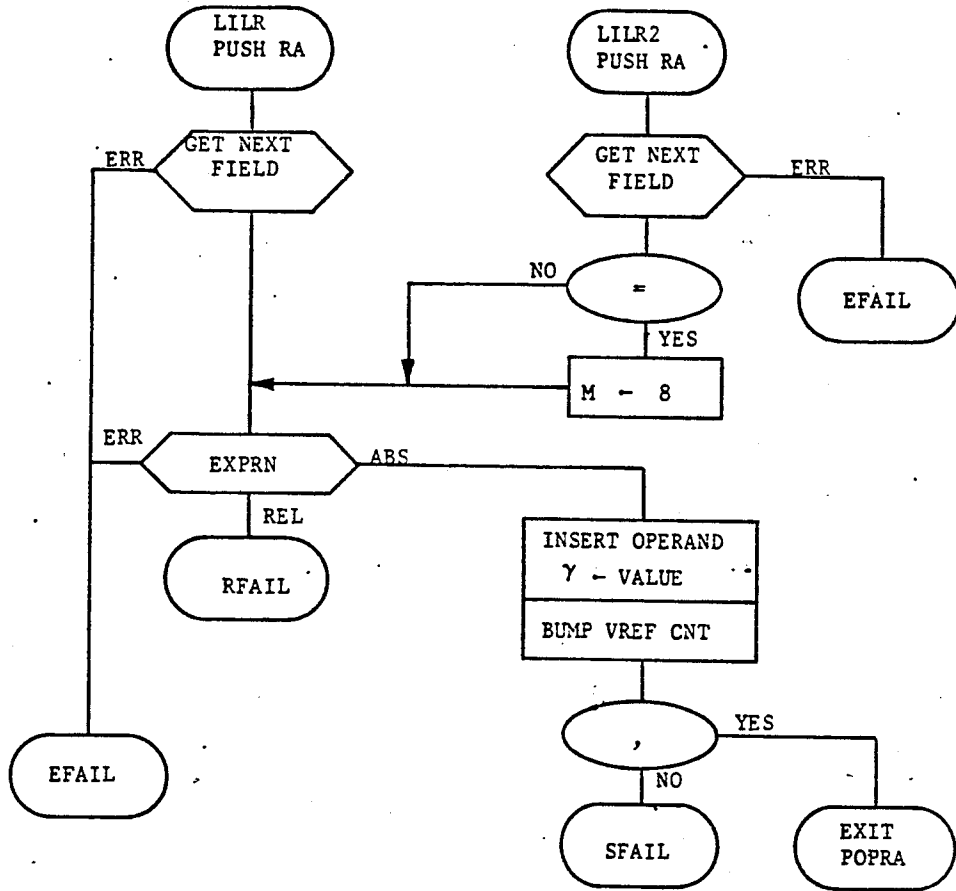 LILR
PUSH RA
LILR2
PUSH RA
ERR
GET NEXT
FIELD
GET NEXT
FIELD
ERR
NO
=
EFAIL
YES
M ← 8
ERR
EXPRN
ABS
REL
RFAIL
INSERT OPERAND
γ ← VALUE
BUMP VREF CNT
,
YES
NO
EFAIL
SFAIL
EXIT
POPRA